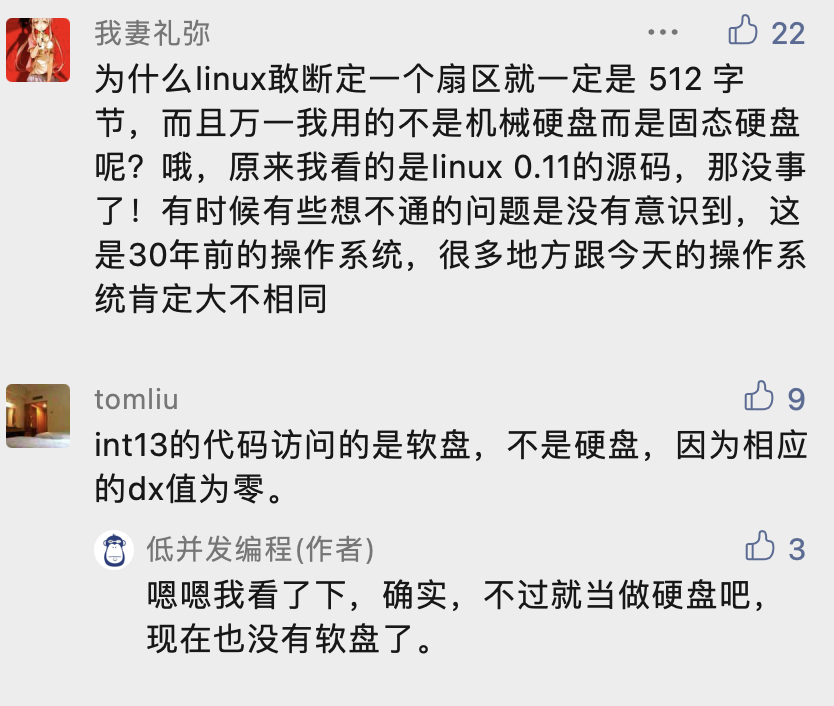 我妻礼弥
... 22
为什么linux敢断定一个扇区就一定是 512 字
节，而且万一我用的不是机械硬盘而是固态硬盘
呢？哦，原来我看的是linux 0.11的源码，那没事
了！有时候有些想不通的问题是没有意识到，这
是30年前的操作系统，很多地方跟今天的操作系
统肯定大不相同
tomliu
9
int13的代码访问的是软盘，不是硬盘，因为相应
的dx值为零。
低并发编程(作者)
3
嗯嗯我看了下，确实，不过就当做硬盘吧，
现在也没有软盘了。